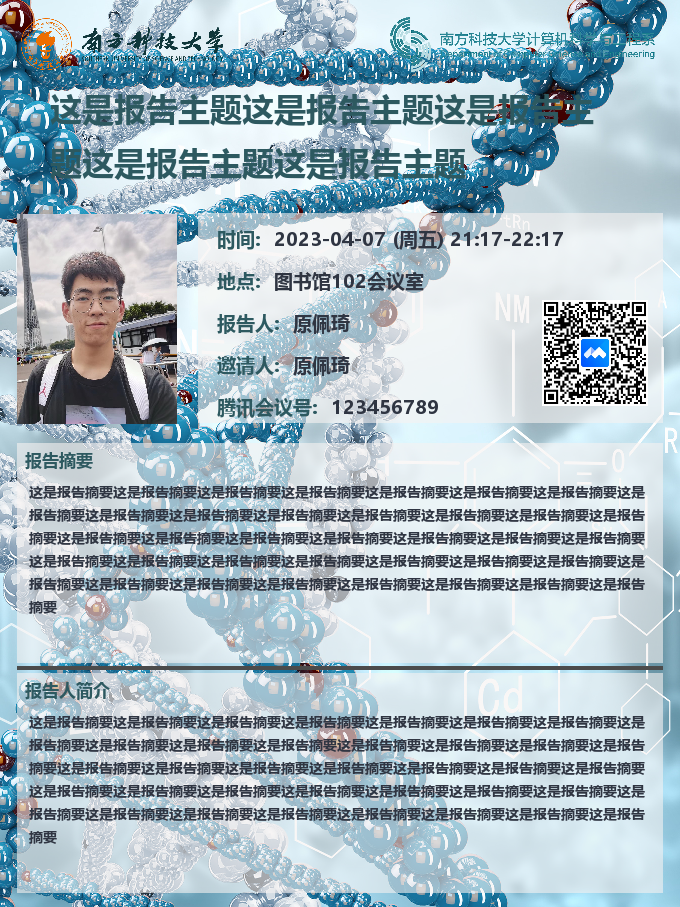 南方科技大学
南方科技大学计算机科学与工程系
Department of Computer Science and Engineering
这是报告主题这是报告主题这是报告主
题这是报告主题这是报告主题
时间: 2023-04-07 (周五) 21:17-22:17
地点: 图书馆102会议室
报告人: 原佩琦
邀请人: 原佩琦
腾讯会议号: 123456789
NM
O
报告摘要
这是报告摘要这是报告摘要这是报告摘要这是报告摘要这是报告摘要这是报告摘要这是报告摘要这是
报告摘要这是报告摘要这是报告摘要这是报告摘要这是报告摘要这是报告摘要这是报告摘要这是报告
摘要这是报告摘要这是报告摘要这是报告摘要这是报告摘要这是报告摘要这是报告摘要这是报告摘要
这是报告摘要这是报告摘要这是报告摘要这是报告摘要这是报告摘要这是报告摘要这是报告摘要这是
报告摘要这是报告摘要这是报告摘要这是报告摘要这是报告摘要这是报告摘要这是报告摘要这是报告
摘要
报告人简介
Cd
这是报告摘要这是报告摘要这是报告摘要这是报告摘要这是报告摘要这是报告摘要这是报告摘要这是
报告摘要这是报告摘要这是报告摘要这是报告摘要这是报告摘要这是报告摘要这是报告摘要这是报告
摘要这是报告摘要这是报告摘要这是报告摘要这是报告摘要这是报告摘要这是报告摘要这是报告摘要
这是报告摘要这是报告摘要这是报告摘要这是报告摘要这是报告摘要这是报告摘要这是报告摘要这是
报告摘要这是报告摘要这是报告摘要这是报告摘要这是报告摘要这是报告摘要这是报告摘要这是报告
摘要